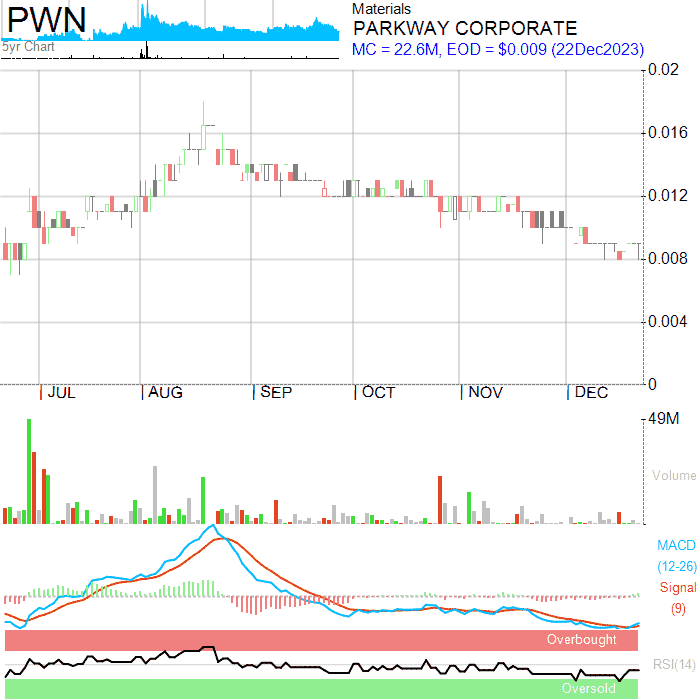 PWN
5yr Chart
Materials
PARKWAY CORPORATE
MC = 22.6M, EOD = $0.009 (22Dec2023)
0.02
0.016
0.012
0.008
0.004
0
JUL AUG SEP OCT NOV DEC
49M
Volume
MACD
(12-26)
Signal
(9)
Overbought
RSI(14)
Oversold